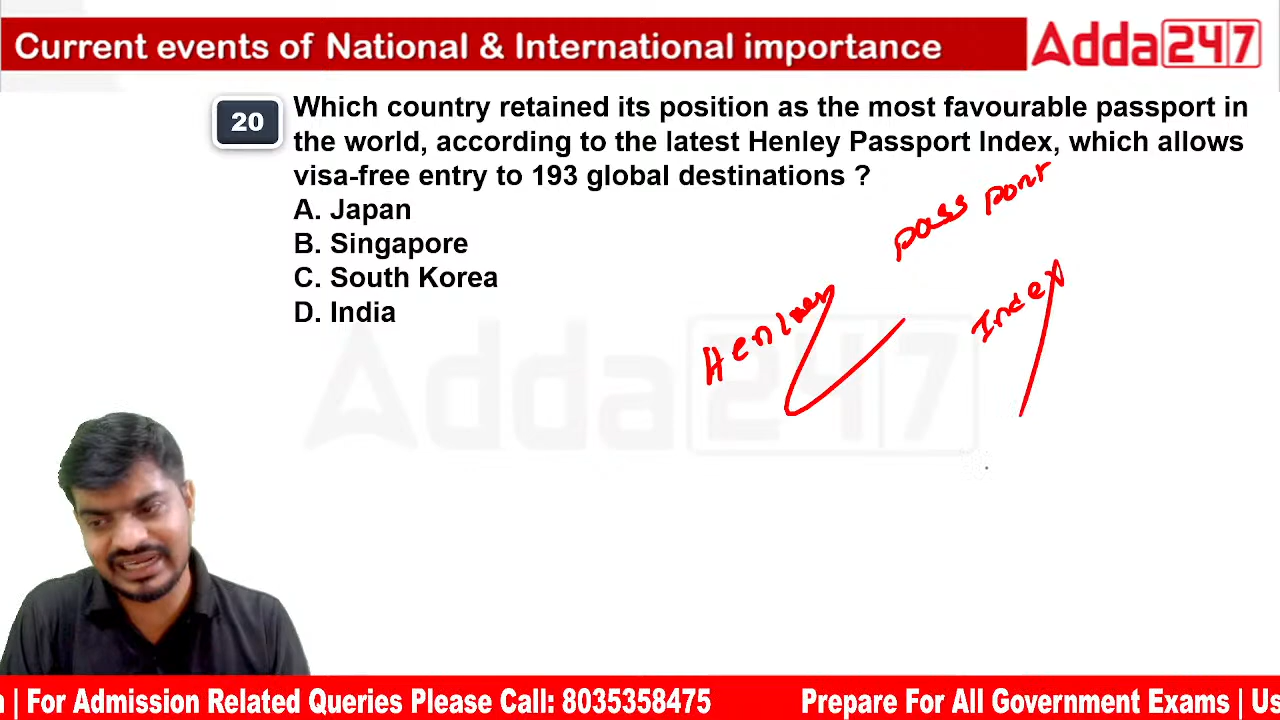 Current events of National & International importance
Adda247
20
Which country retained its position as the most favourable passport in
the world, according to the latest Henley Passport Index, which allows
visa-free entry to 193 global destinations ?
A. Japan
B. Singapore
C. South Korea
D. India
pass port
Index
Adda247
| For Admission Related Queries Please Call: 8035358475
Prepare For All Government Exams | Us